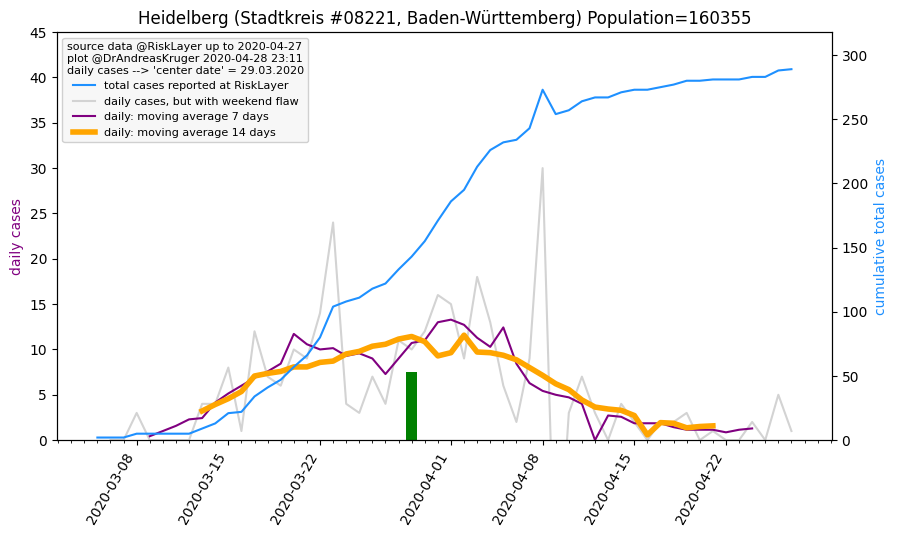 Heidelberg (Stadtkreis #08221, Baden-Württemberg) Population=160355
source data @RiskLayer up to 2020-04-27
plot @DrAndreasKruger 2020-04-28 23:11
daily cases --> 'center date' = 29.03.2020
total cases reported at RiskLayer
daily cases, but with weekend flaw
daily: moving average 7 days
daily: moving average 14 days
daily cases
45
40
35
30
25
20
15
10
5
0
300
250
200
150
100
50
0
cumulative total cases
2020-03-08
2020-03-15
2020-03-22
2020-04-01
2020-04-08
2020-04-15
2020-04-22